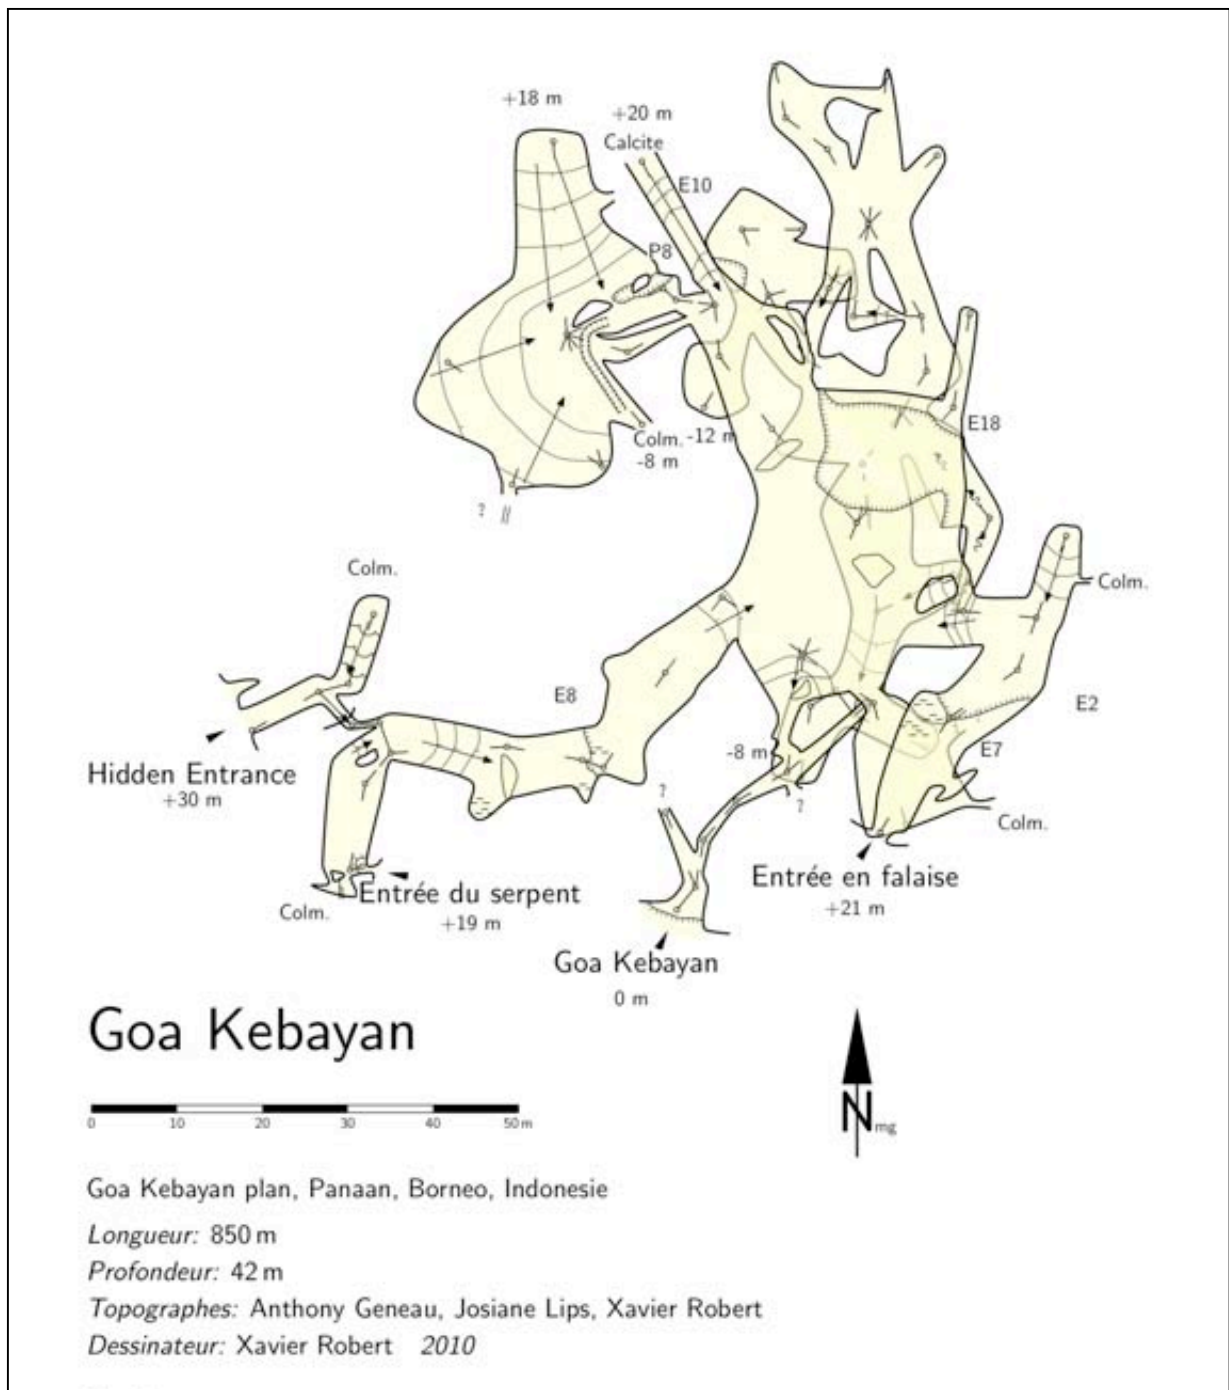 +18 m
+20 m
Calcite
E10
P8
E18
Colm.
-8 m
-12 m
?
Colm.
Colm.
E8
E2
E7
-8 m
?
?
Colm.
Hidden Entrance
+30 m
Entrée du serpent
+19 m
Colm.
Entrée en falaise
+21 m
Goa Kebayan
0 m
Goa Kebayan
0 10 20 30 40 50 m
N mg
Goa Kebayan plan, Panaan, Borneo, Indonesie
Longueur: 850 m
Profondeur: 42 m
Topographes: Anthony Geneau, Josiane Lips, Xavier Robert
Dessinateur: Xavier Robert 2010